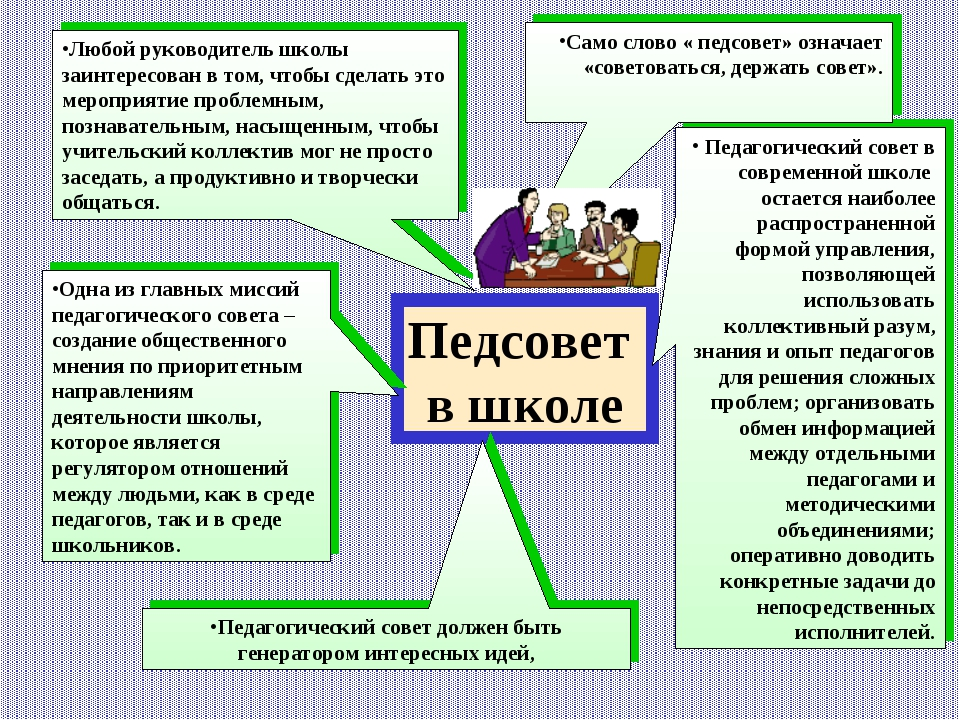 •Любой руководитель школы
заинтересован в том, чтобы сделать это
мероприятие проблемным,
познавательным, насыщенным, чтобы
учительский коллектив мог не просто
заседать, а продуктивно и творчески
общаться.
•Само слово « педсовет» означает
«советоваться, держать совет».
• Педагогический совет в
современной школе
остается наиболее
распространенной
формой управления,
позволяющей
использовать
коллективный разум,
знания и опыт педагогов
для решения сложных
проблем; организовать
обмен информацией
между отдельными
педагогами и
методическими
объединениями;
оперативно доводить
конкретные задачи до
непосредственных
исполнителей.
•Одна из главных миссий
педагогического совета –
создание общественного
мнения по приоритетным
направлениям
деятельности школы,
которое является
регулятором отношений
между людьми, как в среде
педагогов, так и в среде
школьников.
Педсовет
в школе
•Педагогический совет должен быть
генератором интересных идей,